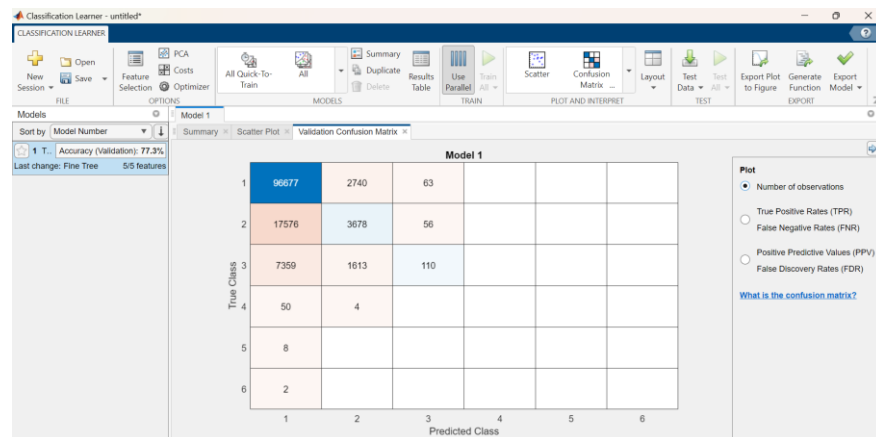 Classification Learner - untitled*
CLASSIFICATION LEARNER
New Session
Open
Save
Feature Selection
PCA
Costs
Optimizer
All Quick-To-Train
All
Summary
Duplicate
Delete
Results Table
Use Parallel
Train All
Scatter
Confusion Matrix ...
Layout
Test Data
Test All
Export Plot to Figure
Generate Function
Export Model
FILE
OPTIONS
MODELS
TRAIN
PLOT AND INTERPRET
TEST
EXPORT
Models
Sort by Model Number
1 T.. Accuracy (Validation): 77.3%
Last change: Fine Tree 5/5 features
Model 1
Summary × Scatter Plot × Validation Confusion Matrix ×
Model 1
True Class
1 96677 2740 63
2 17576 3678 56
3 7359 1613 110
4 50 4
5 8
6 2
1 2 3 4 5 6
Predicted Class
Plot
Number of observations
True Positive Rates (TPR)
False Negative Rates (FNR)
Positive Predictive Values (PPV)
False Discovery Rates (FDR)
What is the confusion matrix?